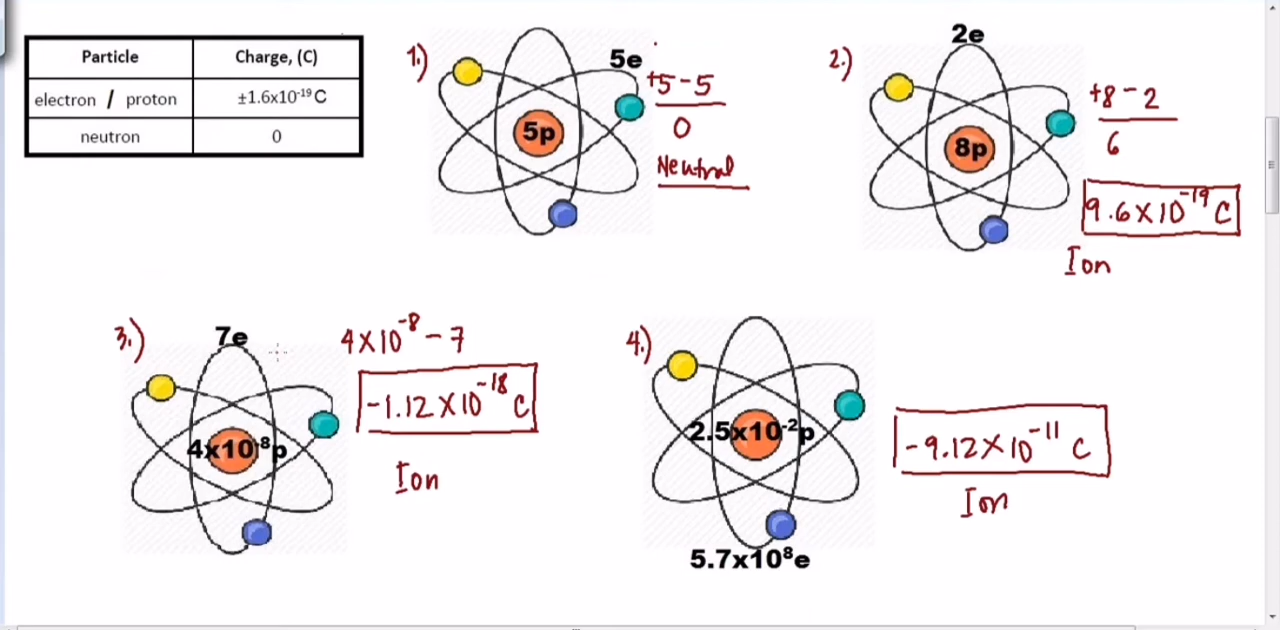 Particle Charge, (C)
electron / proton ±1.6x10⁻¹⁹ C
neutron 0
1.)
5e
5p
+5 - 5
0
Neutral
2.)
2e
8p
+8 - 2
6
9.6 x 10⁻¹⁹ C
Ion
3.)
7e
4x10⁻⁸p
4 x 10⁻⁸ - 7
-1.12 x 10⁻¹⁸ C
Ion
4.)
2.5x10⁻²p
5.7x10⁸e
-9.12 x 10⁻¹¹ C
Ion